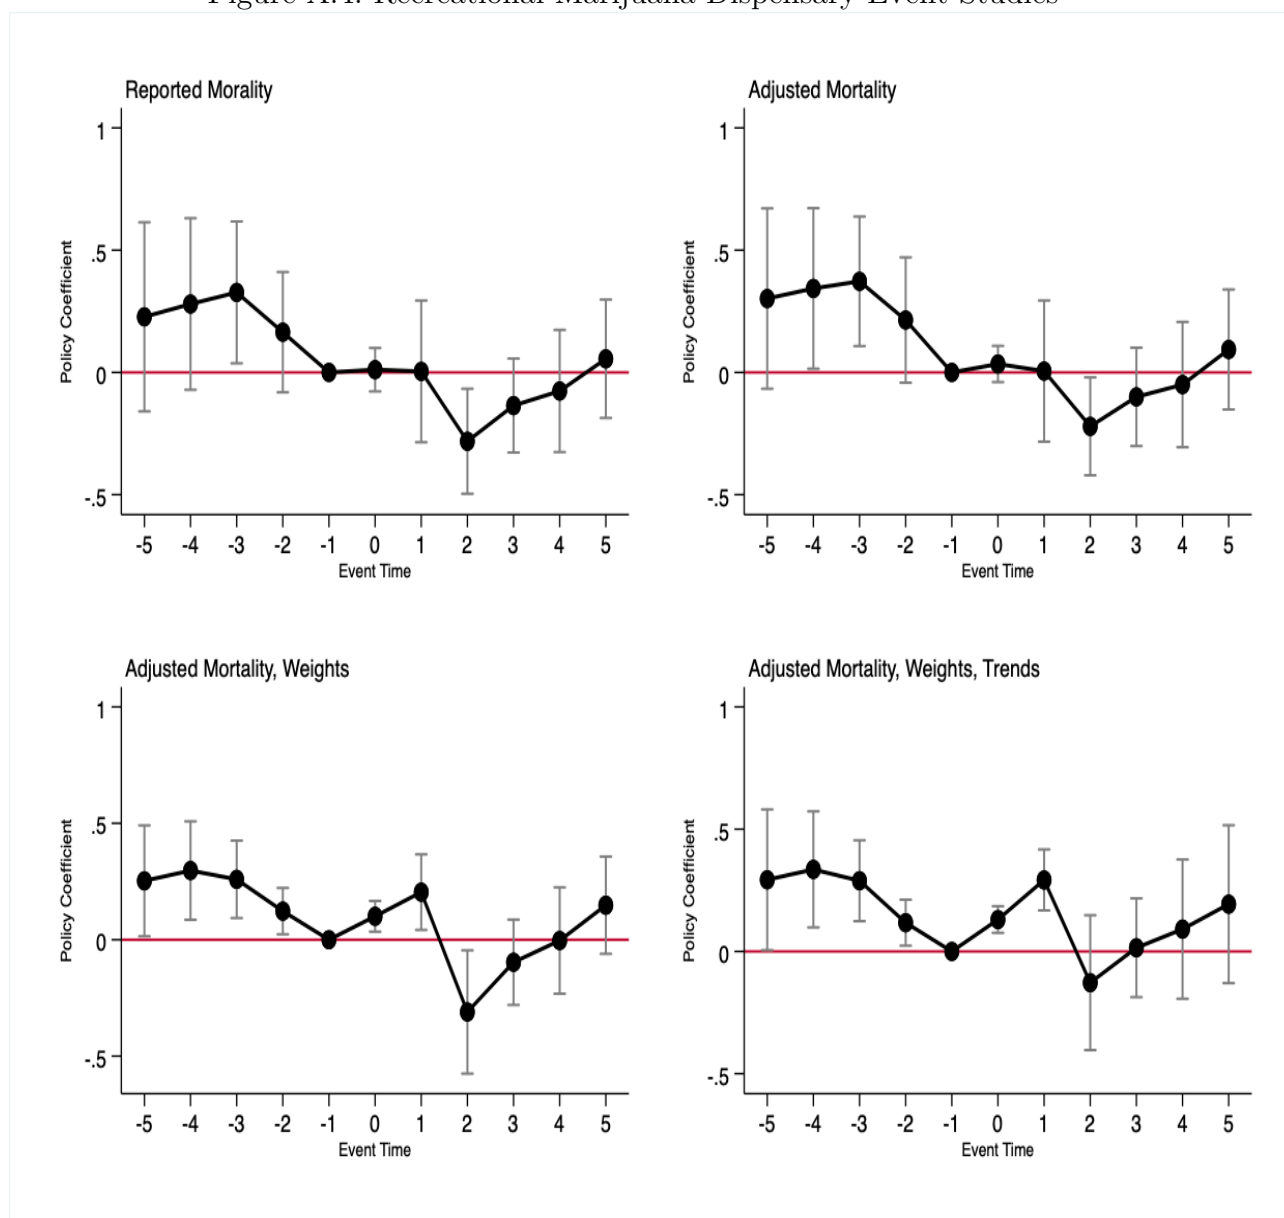 Figure A.4: Recreational Marijuana Dispensary Event Studies
Reported Morality
Policy Coefficient
1
.5
0
-.5
-5 -4 -3 -2 -1 0 1 2 3 4 5
Event Time
Adjusted Mortality
Policy Coefficient
1
.5
0
-.5
-5 -4 -3 -2 -1 0 1 2 3 4 5
Event Time
Adjusted Mortality, Weights
Policy Coefficient
1
.5
0
-.5
-5 -4 -3 -2 -1 0 1 2 3 4 5
Event Time
Adjusted Mortality, Weights, Trends
Policy Coefficient
1
.5
0
-.5
-5 -4 -3 -2 -1 0 1 2 3 4 5
Event Time